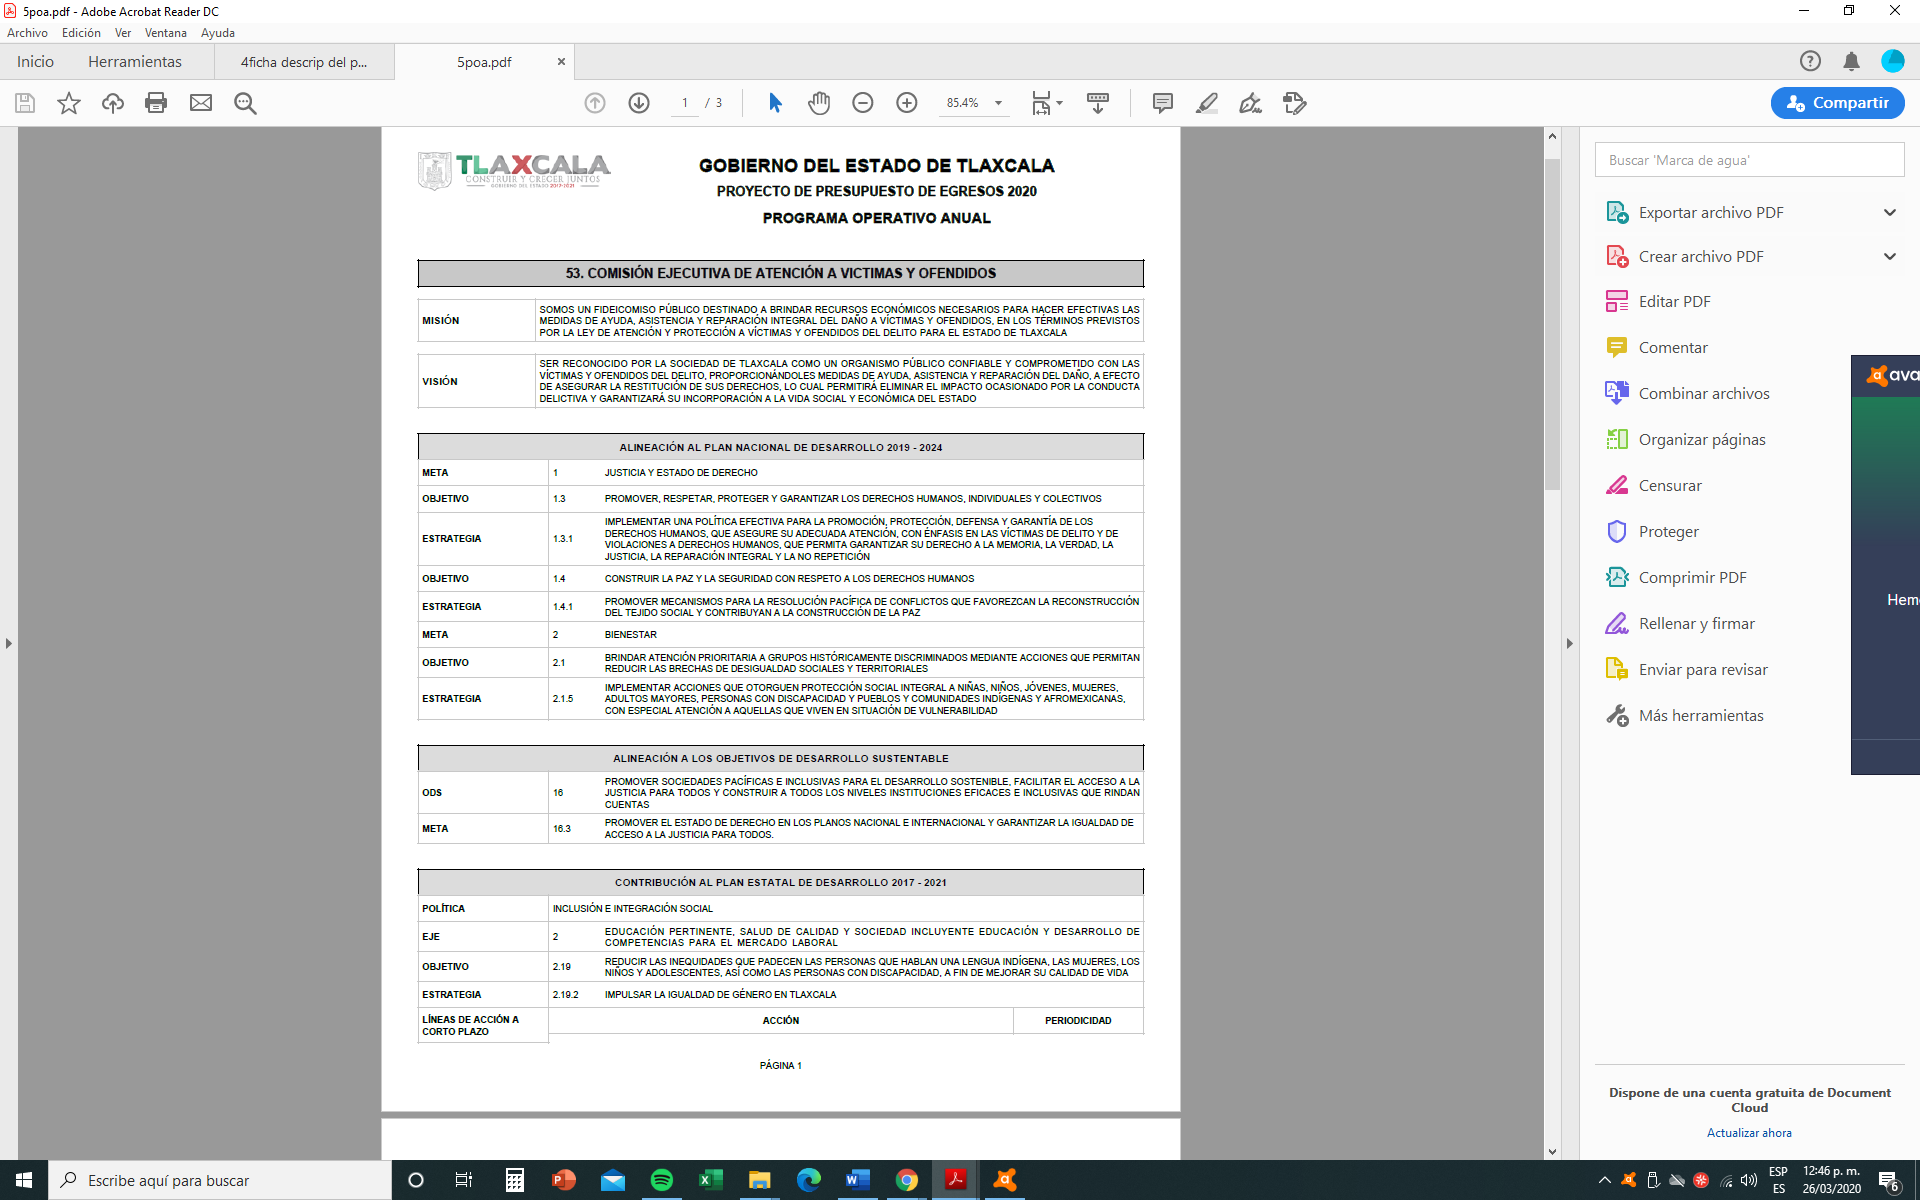 5poa.pdf - Adobe Acrobat Reader DC
Archivo Edición Ver Ventana Ayuda
Inicio Herramientas 4ficha descrip del p... 5poa.pdf
1 / 3 85.4% Compartir
TLAXCALA
CONSTRUIR Y CRECER JUNTOS
GOBIERNO DEL ESTADO 2017-2021
GOBIERNO DEL ESTADO DE TLAXCALA
PROYECTO DE PRESUPUESTO DE EGRESOS 2020
PROGRAMA OPERATIVO ANUAL
53. COMISIÓN EJECUTIVA DE ATENCIÓN A VICTIMAS Y OFENDIDOS
MISIÓN
SOMOS UN FIDEICOMISO PÚBLICO DESTINADO A BRINDAR RECURSOS ECONÓMICOS NECESARIOS PARA HACER EFECTIVAS LAS
MEDIDAS DE AYUDA, ASISTENCIA Y REPARACIÓN INTEGRAL DEL DAÑO A VÍCTIMAS Y OFENDIDOS, EN LOS TÉRMINOS PREVISTOS
POR LA LEY DE ATENCIÓN Y PROTECCIÓN A VÍCTIMAS Y OFENDIDOS DEL DELITO PARA EL ESTADO DE TLAXCALA
VISIÓN
SER RECONOCIDO POR LA SOCIEDAD DE TLAXCALA COMO UN ORGANISMO PÚBLICO CONFIABLE Y COMPROMETIDO CON LAS
VÍCTIMAS Y OFENDIDOS DEL DELITO, PROPORCIONÁNDOLES MEDIDAS DE AYUDA, ASISTENCIA Y REPARACIÓN DEL DAÑO, A EFECTO
DE ASEGURAR LA RESTITUCIÓN DE SUS DERECHOS, LO CUAL PERMITIRÁ ELIMINAR EL IMPACTO OCASIONADO POR LA CONDUCTA
DELICTIVA Y GARANTIZARÁ SU INCORPORACIÓN A LA VIDA SOCIAL Y ECONÓMICA DEL ESTADO
ALINEACIÓN AL PLAN NACIONAL DE DESARROLLO 2019 - 2024
META 1 JUSTICIA Y ESTADO DE DERECHO
OBJETIVO 1.3 PROMOVER, RESPETAR, PROTEGER Y GARANTIZAR LOS DERECHOS HUMANOS, INDIVIDUALES Y COLECTIVOS
ESTRATEGIA 1.3.1
IMPLEMENTAR UNA POLÍTICA EFECTIVA PARA LA PROMOCIÓN, PROTECCIÓN, DEFENSA Y GARANTÍA DE LOS
DERECHOS HUMANOS, QUE ASEGURE SU ADECUADA ATENCIÓN, CON ÉNFASIS EN LAS VÍCTIMAS DE DELITO Y DE
VIOLACIONES A DERECHOS HUMANOS, QUE PERMITA GARANTIZAR SU DERECHO A LA MEMORIA, LA VERDAD, LA
JUSTICIA, LA REPARACIÓN INTEGRAL Y LA NO REPETICIÓN
OBJETIVO 1.4 CONSTRUIR LA PAZ Y LA SEGURIDAD CON RESPETO A LOS DERECHOS HUMANOS
ESTRATEGIA 1.4.1
PROMOVER MECANISMOS PARA LA RESOLUCIÓN PACÍFICA DE CONFLICTOS QUE FAVOREZCAN LA RECONSTRUCCIÓN
DEL TEJIDO SOCIAL Y CONTRIBUYAN A LA CONSTRUCCIÓN DE LA PAZ
META 2 BIENESTAR
OBJETIVO 2.1
BRINDAR ATENCIÓN PRIORITARIA A GRUPOS HISTÓRICAMENTE DISCRIMINADOS MEDIANTE ACCIONES QUE PERMITAN
REDUCIR LAS BRECHAS DE DESIGUALDAD SOCIALES Y TERRITORIALES
ESTRATEGIA 2.1.5
IMPLEMENTAR ACCIONES QUE OTORGUEN PROTECCIÓN SOCIAL INTEGRAL A NIÑAS, NIÑOS, JÓVENES, MUJERES,
ADULTOS MAYORES, PERSONAS CON DISCAPACIDAD Y PUEBLOS Y COMUNIDADES INDÍGENAS Y AFROMEXICANAS,
CON ESPECIAL ATENCIÓN A AQUELLAS QUE VIVEN EN SITUACIÓN DE VULNERABILIDAD
ALINEACIÓN A LOS OBJETIVOS DE DESARROLLO SUSTENTABLE
ODS 16
PROMOVER SOCIEDADES PACÍFICAS E INCLUSIVAS PARA EL DESARROLLO SOSTENIBLE, FACILITAR EL ACCESO A LA
JUSTICIA PARA TODOS Y CONSTRUIR A TODOS LOS NIVELES INSTITUCIONES EFICACES E INCLUSIVAS QUE RINDAN
CUENTAS
META 16.3
PROMOVER EL ESTADO DE DERECHO EN LOS PLANOS NACIONAL E INTERNACIONAL Y GARANTIZAR LA IGUALDAD DE
ACCESO A LA JUSTICIA PARA TODOS.
CONTRIBUCIÓN AL PLAN ESTATAL DE DESARROLLO 2017 - 2021
POLÍTICA INCLUSIÓN E INTEGRACIÓN SOCIAL
EJE 2
EDUCACIÓN PERTINENTE, SALUD DE CALIDAD Y SOCIEDAD INCLUYENTE EDUCACIÓN Y DESARROLLO DE
COMPETENCIAS PARA EL MERCADO LABORAL
OBJETIVO 2.19
REDUCIR LAS INEQUIDADES QUE PADECEN LAS PERSONAS QUE HABLAN UNA LENGUA INDÍGENA, LAS MUJERES, LOS
NIÑOS Y ADOLESCENTES, ASÍ COMO LAS PERSONAS CON DISCAPACIDAD, A FIN DE MEJORAR SU CALIDAD DE VIDA
ESTRATEGIA 2.19.2 IMPULSAR LA IGUALDAD DE GÉNERO EN TLAXCALA
LÍNEAS DE ACCIÓN A
CORTO PLAZO
ACCIÓN PERIODICIDAD
PÁGINA 1
Buscar 'Marca de agua'
Exportar archivo PDF
Crear archivo PDF
Editar PDF
Comentar
Combinar archivos
Organizar páginas
Censurar
Proteger
Comprimir PDF
Rellenar y firmar
Enviar para revisar
Más herramientas
ava
Hem
Dispone de una cuenta gratuita de Document
Cloud
Actualizar ahora
Escribe aquí para buscar
ESP
ES
12:46 p. m.
26/03/2020
6